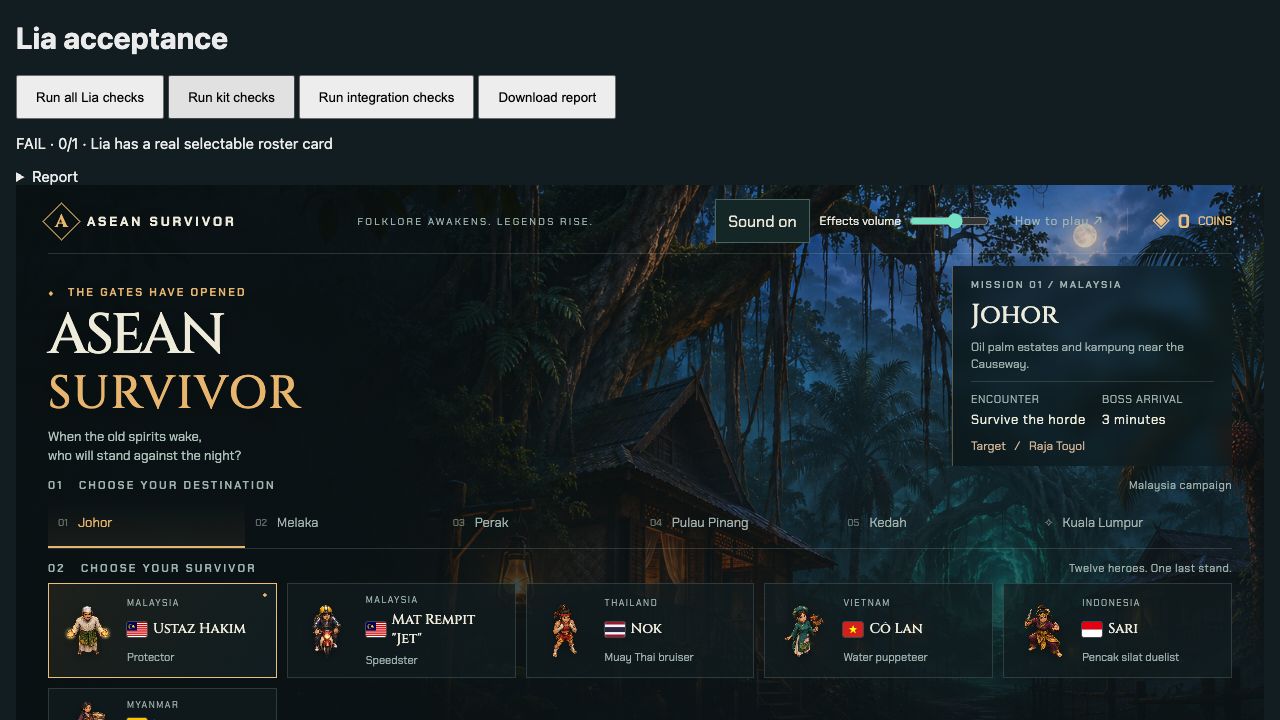 Lia acceptance
Run all Lia checks
Run kit checks
Run integration checks
Download report
FAIL · 0/1 · Lia has a real selectable roster card
Report
A
ASEAN SURVIVOR
FOLKLORE AWAKENS. LEGENDS RISE.
Sound on
Effects volume
How to play ↗
0 COINS
THE GATES HAVE OPENED
ASEAN
SURVIVOR
When the old spirits wake,
who will stand against the night?
MISSION 01 / MALAYSIA
JOHOR
Oil palm estates and kampung near the
Causeway.
ENCOUNTER
Survive the horde
BOSS ARRIVAL
3 minutes
Target / Raja Toyol
01 CHOOSE YOUR DESTINATION
Malaysia campaign
01 Johor
02 Melaka
03 Perak
04 Pulau Pinang
05 Kedah
Kuala Lumpur
02 CHOOSE YOUR SURVIVOR
Twelve heroes. One last stand.
MALAYSIA
USTAZ HAKIM
Protector
MALAYSIA
MAT REMPIT
"JET"
Speedster
THAILAND
NOK
Muay Thai bruiser
VIETNAM
CÔ LAN
Water puppeteer
INDONESIA
SARI
Pencak silat duelist
MYANMAR